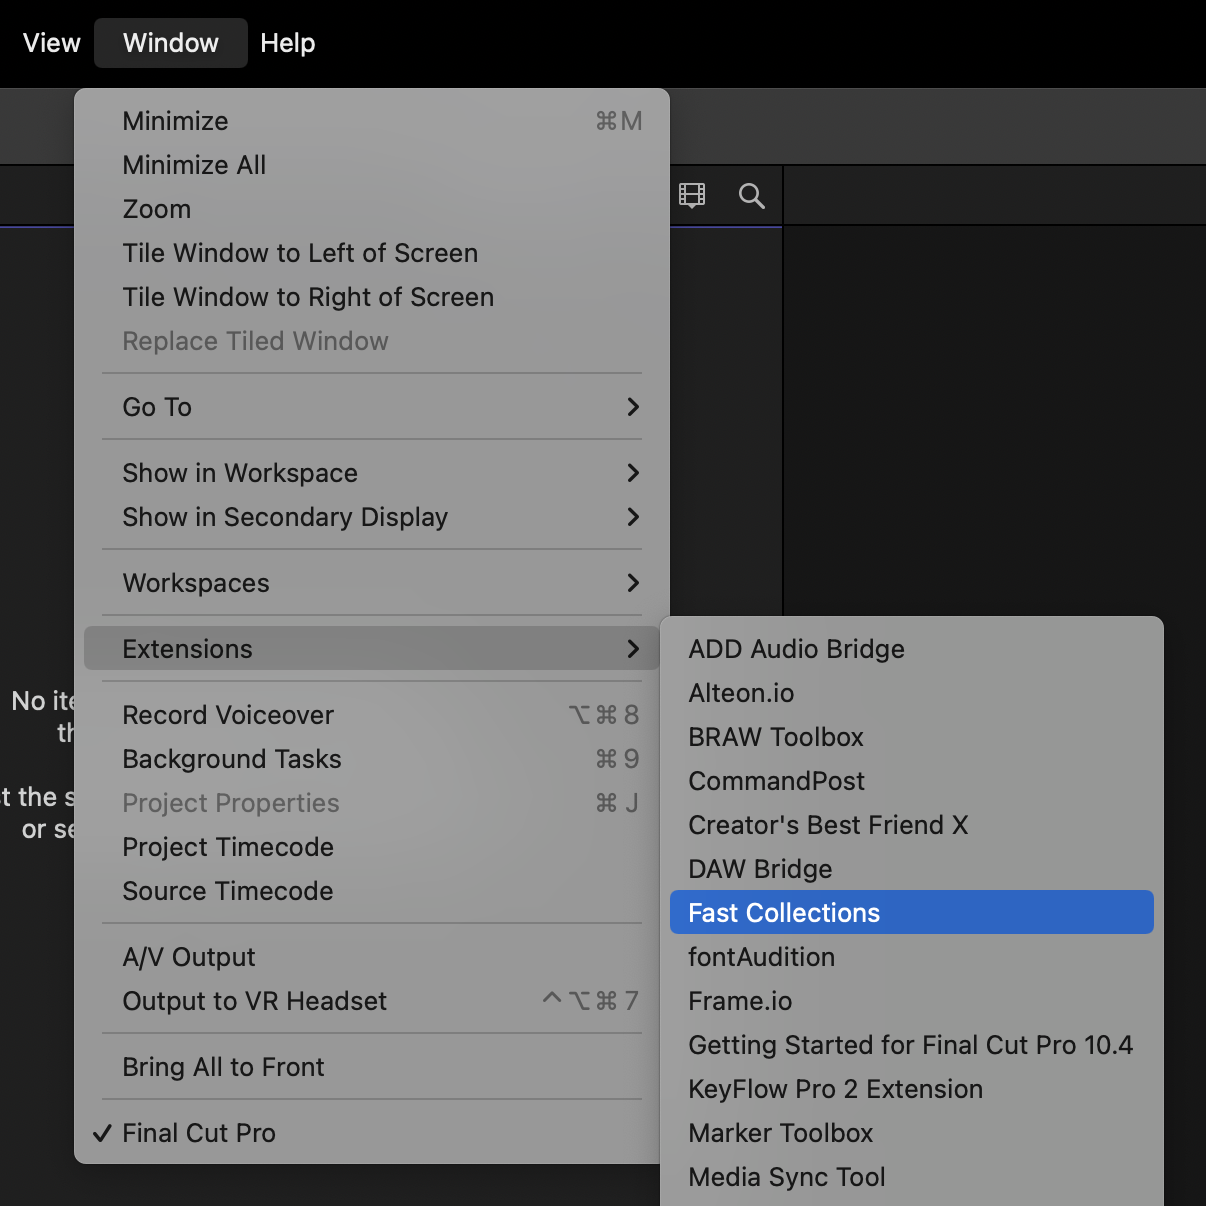 View Window Help
Minimize ⌘M
Minimize All
Zoom
Tile Window to Left of Screen
Tile Window to Right of Screen
Replace Tiled Window
Go To
Show in Workspace
Show in Secondary Display
Workspaces
Extensions
Record Voiceover ⌥⌘8
Background Tasks ⌘9
Project Properties ⌘J
Project Timecode
Source Timecode
A/V Output
Output to VR Headset ^⌥⌘7
Bring All to Front
✓ Final Cut Pro
ADD Audio Bridge
Alteon.io
BRAW Toolbox
CommandPost
Creator's Best Friend X
DAW Bridge
Fast Collections
fontAudition
Frame.io
Getting Started for Final Cut Pro 10.4
KeyFlow Pro 2 Extension
Marker Toolbox
Media Sync Tool
No
the
or